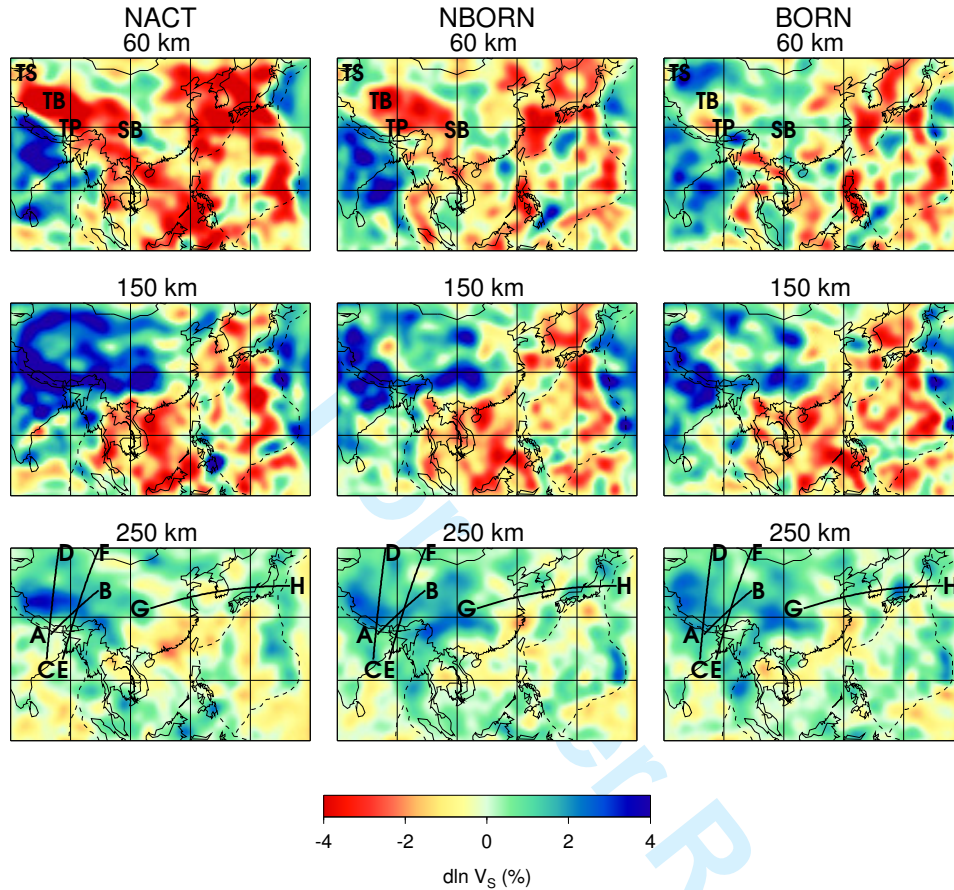 NACT NBORN BORN
60 km 60 km 60 km
TS TS TS
TB TB TB
TP SB TP SB TP SB
150 km 150 km 150 km
250 km 250 km 250 km
D F D F D F
B G H B G H B G H
A A A
CE CE CE
-4 -2 0 2 4
dln V_S (%)
er R